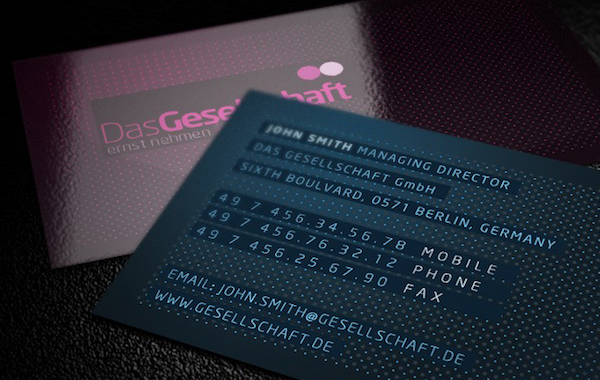 DasGesellschaft
ernst nehmen
JOHN SMITH MANAGING DIRECTOR
DAS GESELLSCHAFT GmbH
SIXTH BOULVARD, 0571 BERLIN, GERMANY
49 7 456.34.56.78 MOBILE
49 7 456.76.32.12 PHONE
49 7 456.25.67.90 FAX
EMAIL: JOHN.SMITH@GESELLSCHAFT.DE
WWW.GESELLSCHAFT.DE